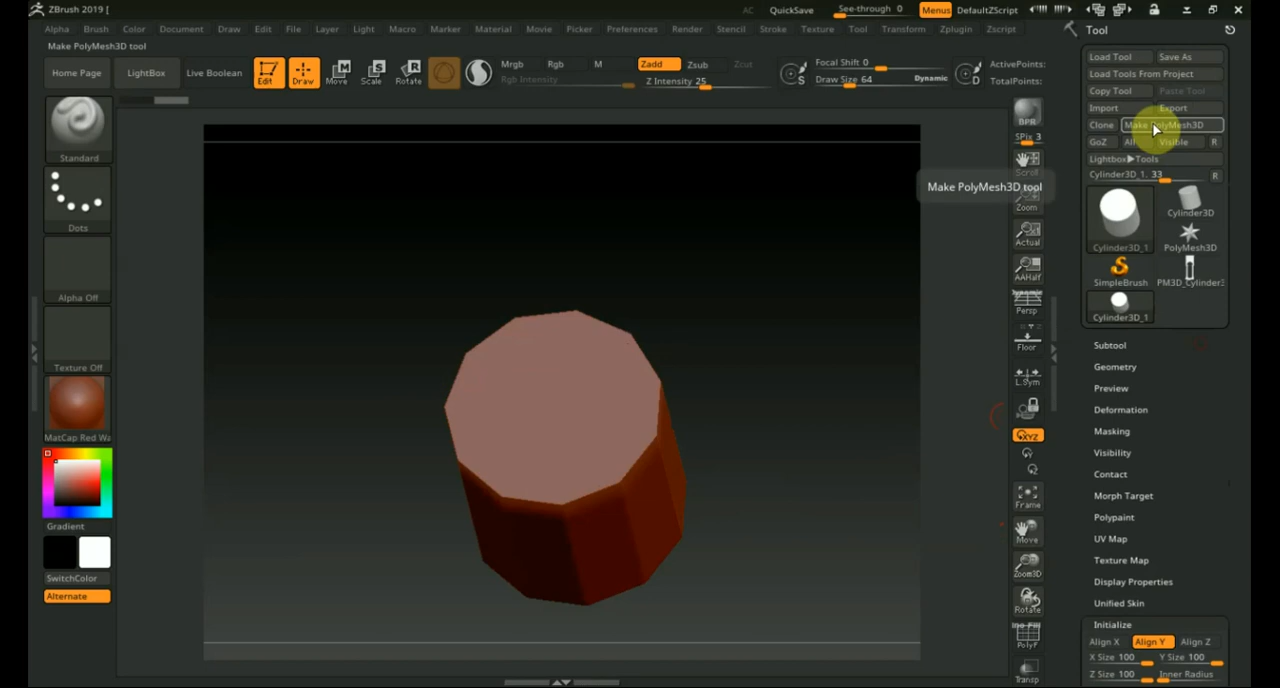 ZBrush 2019 [
AC QuickSave See-through 0 Menus DefaultZScript
Alpha Brush Color Document Draw Edit File Layer Light Macro Marker Material Movie Picker Preferences Render Stencil Stroke Texture Tool Transform Zplugin Zscript
Make PolyMesh3D tool
Home Page
LightBox
Live Boolean
Edit
Draw
Move
Scale
Rotate
Mrgb Rgb M
Rgb Intensity
Zadd Zsub
Z Intensity 25
S
Focal Shift 0
Draw Size 64 Dynamic
D
ActivePoints:
TotalPoints:
Standard
Dots
Alpha Off
Texture Off
MatCap Red Wa
Gradient
SwitchColor
Alternate
Make PolyMesh3D tool
BPR
SPix 3
Scroll
Zoom
Actual
AAHalf
Dynamic
Persp
Floor
L.Sym
XYZ
Y
Z
Frame
Move
Zoom3D
Rotate
PolyF
Transp
Tool
Load Tool Save As
Load Tools From Project
Copy Tool Paste Tool
Import Export
Clone Make PolyMesh3D
GoZ All Visible R
Lightbox▶Tools
Cylinder3D_1. 33 R
Cylinder3D_1
Cylinder3D
PolyMesh3D
SimpleBrush
PM3D_Cylinder3
Cylinder3D_1
Subtool
Geometry
Preview
Deformation
Masking
Visibility
Contact
Morph Target
Polypaint
UV Map
Texture Map
Display Properties
Unified Skin
Initialize
Align X Align Y Align Z
X Size 100 Y Size 100
Z Size 100 Inner Radius